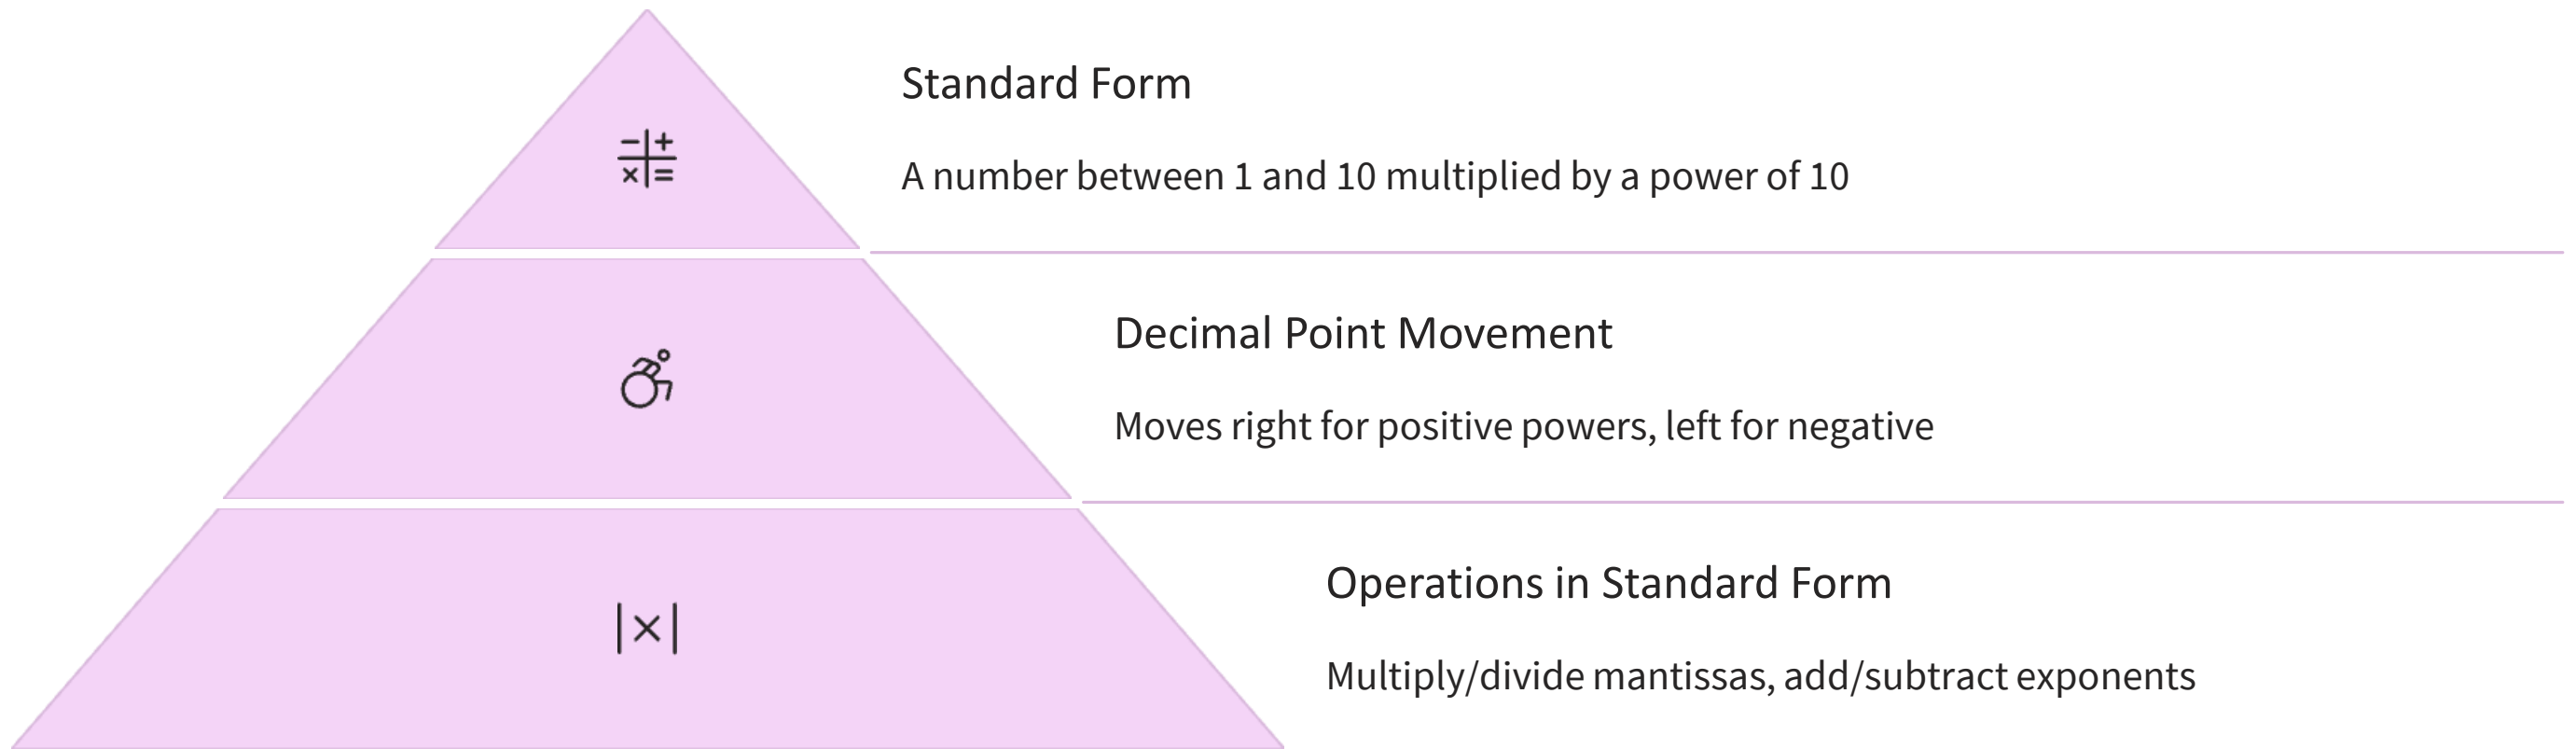 Standard Form
A number between 1 and 10 multiplied by a power of 10
Decimal Point Movement
Moves right for positive powers, left for negative
Operations in Standard Form
Multiply/divide mantissas, add/subtract exponents